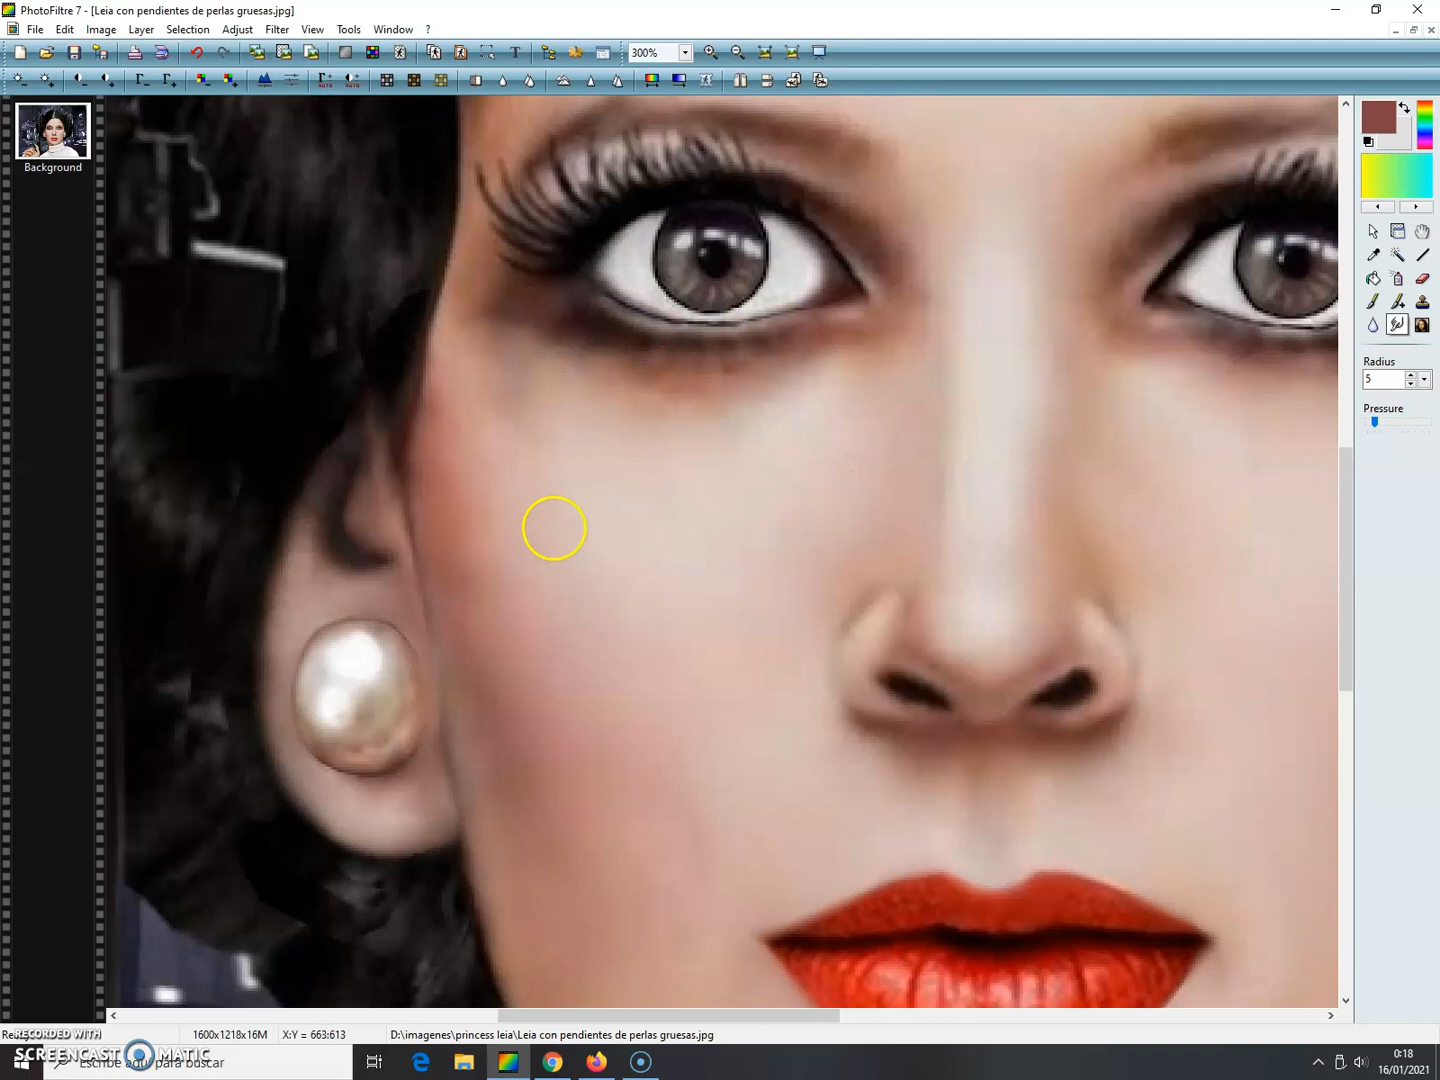 PhotoFiltre 7 - [Leia con pendientes de perlas gruesas.jpg]
File Edit Image Layer Selection Adjust Filter View Tools Window ?
300%
Background
Radius
5
Pressure
1600x1218x16M X:Y = 663:613 D:\imagenes\princess leia\Leia con pendientes de perlas gruesas.jpg
RECORDED WITH
SCREENCAST MATIC
Escribe aquí para buscar
0:18
16/01/2021